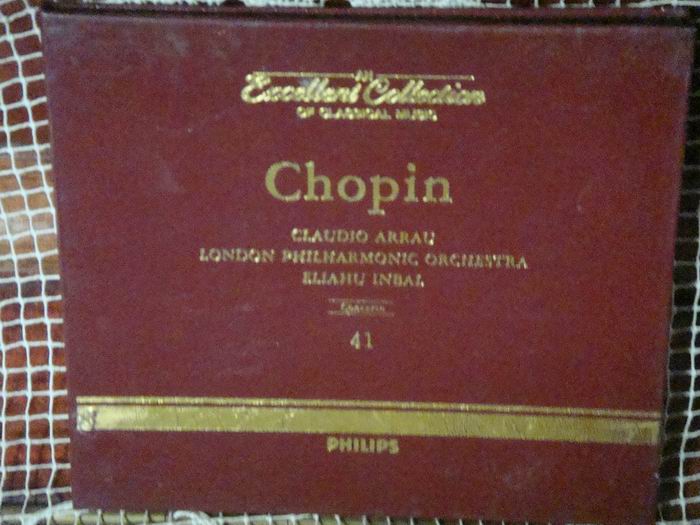 AN
Excellent Collection
OF CLASSICAL MUSIC
Chopin
CLAUDIO ARRAU
LONDON PHILHARMONIC ORCHESTRA
ELIAHU INBAL
41
PHILIPS